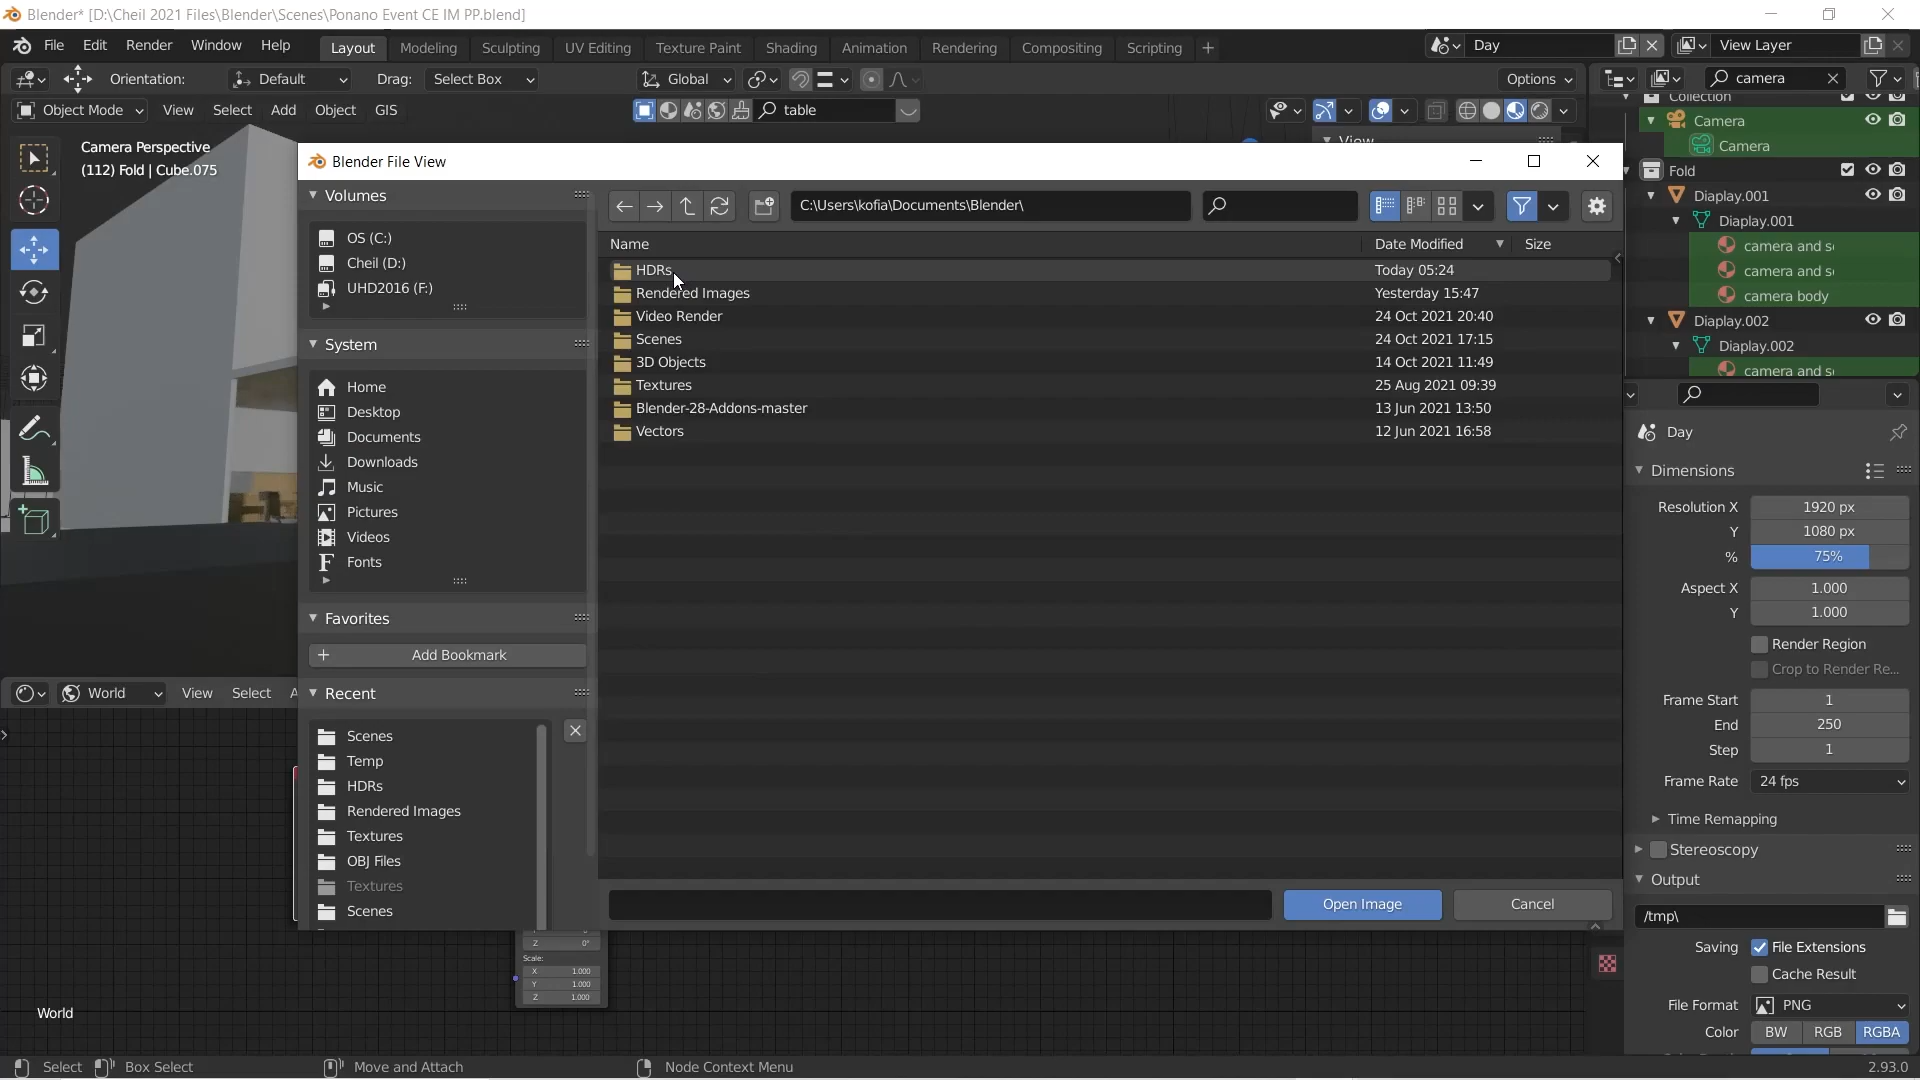 Blender* [D:\Cheil 2021 Files\Blender\Scenes\Ponano Event CE IM PP.blend]
File Edit Render Window Help Layout Modeling Sculpting UV Editing Texture Paint Shading Animation Rendering Compositing Scripting + Day View Layer
Orientation: Default Drag: Select Box Global Options camera
Object Mode View Select Add Object GIS table
Camera Perspective
(112) Fold | Cube.075
Collection
Camera
Camera
Fold
Diaplay.001
Diaplay.001
camera and s
camera and s
camera body
Diaplay.002
Diaplay.002
camera and s
View
Blender File View
Volumes
OS (C:)
Cheil (D:)
UHD2016 (F:)
System
Home
Desktop
Documents
Downloads
Music
Pictures
Videos
Fonts
Favorites
Add Bookmark
Recent
Scenes
Temp
HDRs
Rendered Images
Textures
OBJ Files
Textures
Scenes
C:\Users\kofia\Documents\Blender\
Name Date Modified Size
HDRs Today 05:24
Rendered Images Yesterday 15:47
Video Render 24 Oct 2021 20:40
Scenes 24 Oct 2021 17:15
3D Objects 14 Oct 2021 11:49
Textures 25 Aug 2021 09:39
Blender-28-Addons-master 13 Jun 2021 13:50
Vectors 12 Jun 2021 16:58
Open Image Cancel
Day
Dimensions
Resolution X 1920 px
Y 1080 px
% 75%
Aspect X 1.000
Y 1.000
Render Region
Crop to Render Re...
Frame Start 1
End 250
Step 1
Frame Rate 24 fps
Time Remapping
Stereoscopy
Output
/tmp\
Saving File Extensions
Cache Result
File Format PNG
Color BW RGB RGBA
World View Select
Z 0°
Scale:
X 1.000
Y 1.000
Z 1.000
World
Select Box Select Move and Attach Node Context Menu 2.93.0